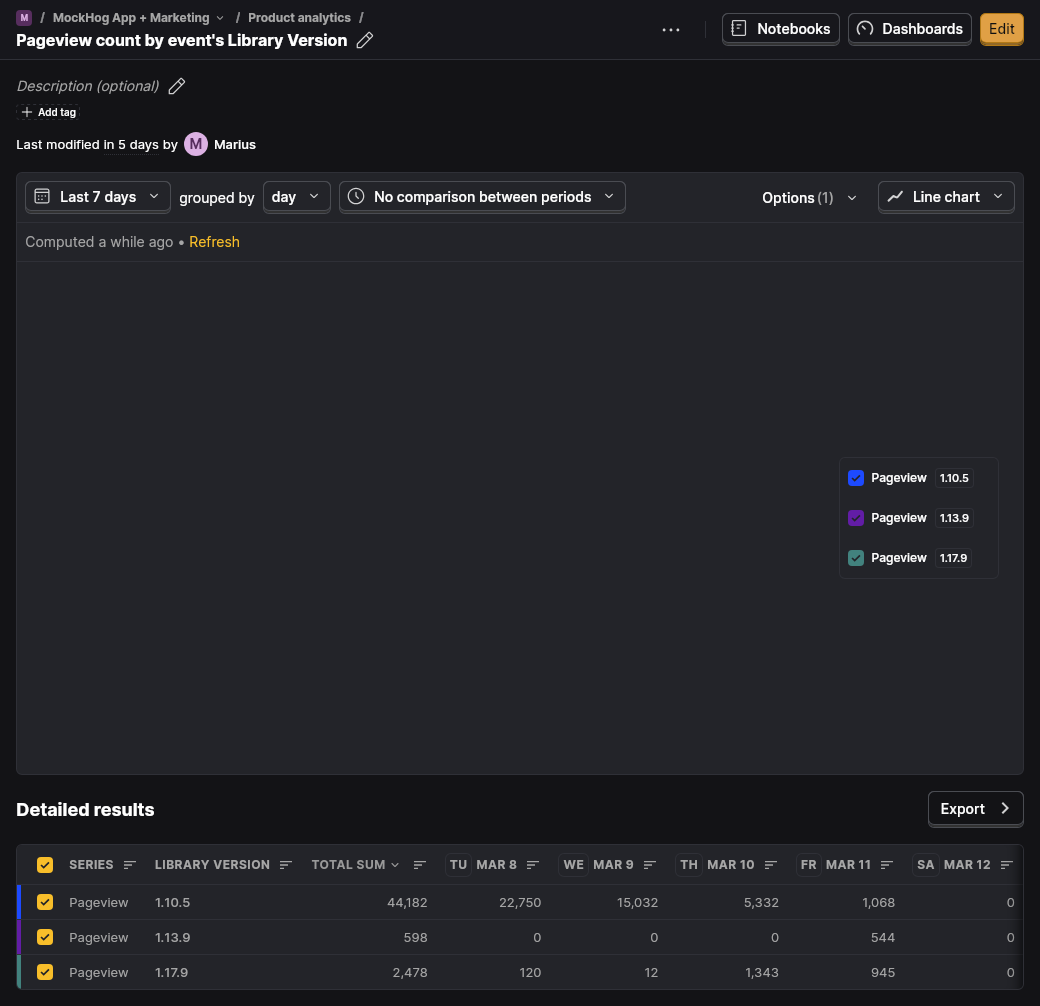 M / MockHog App + Marketing / Product analytics /
Pageview count by event's Library Version
Notebooks
Dashboards
Edit
Description (optional)
Add tag
Last modified in 5 days by M Marius
Last 7 days grouped by day No comparison between periods Options (1) Line chart
Computed a while ago • Refresh
Pageview 1.10.5
Pageview 1.13.9
Pageview 1.17.9
Detailed results
Export
SERIES LIBRARY VERSION TOTAL SUM TU MAR 8 WE MAR 9 TH MAR 10 FR MAR 11 SA MAR 12
Pageview 1.10.5 44,182 22,750 15,032 5,332 1,068 0
Pageview 1.13.9 598 0 0 0 544 0
Pageview 1.17.9 2,478 120 12 1,343 945 0